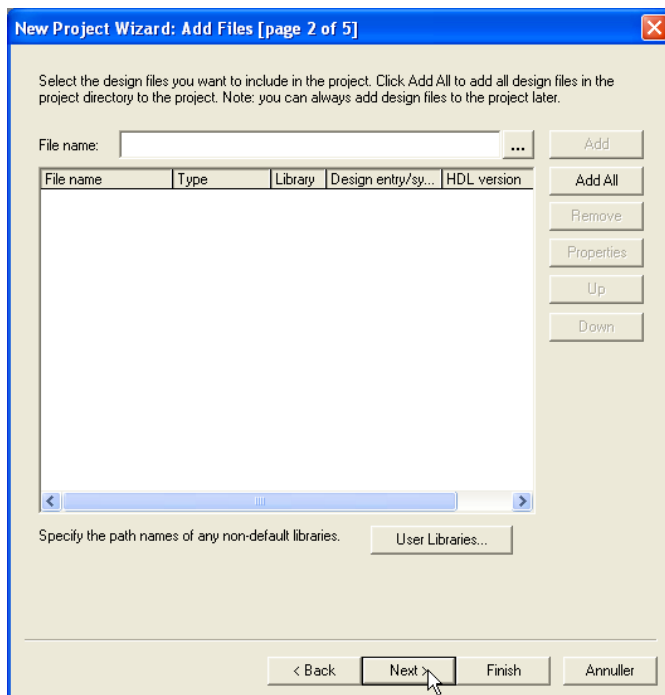 New Project Wizard: Add Files [page 2 of 5]
Select the design files you want to include in the project. Click Add All to add all design files in the
project directory to the project. Note: you can always add design files to the project later.
File name: ... Add
File name Type Library Design entry/sy... HDL version Add All
Remove
Properties
Up
Down
Specify the path names of any non-default libraries. User Libraries...
< Back Next > Finish Annuller